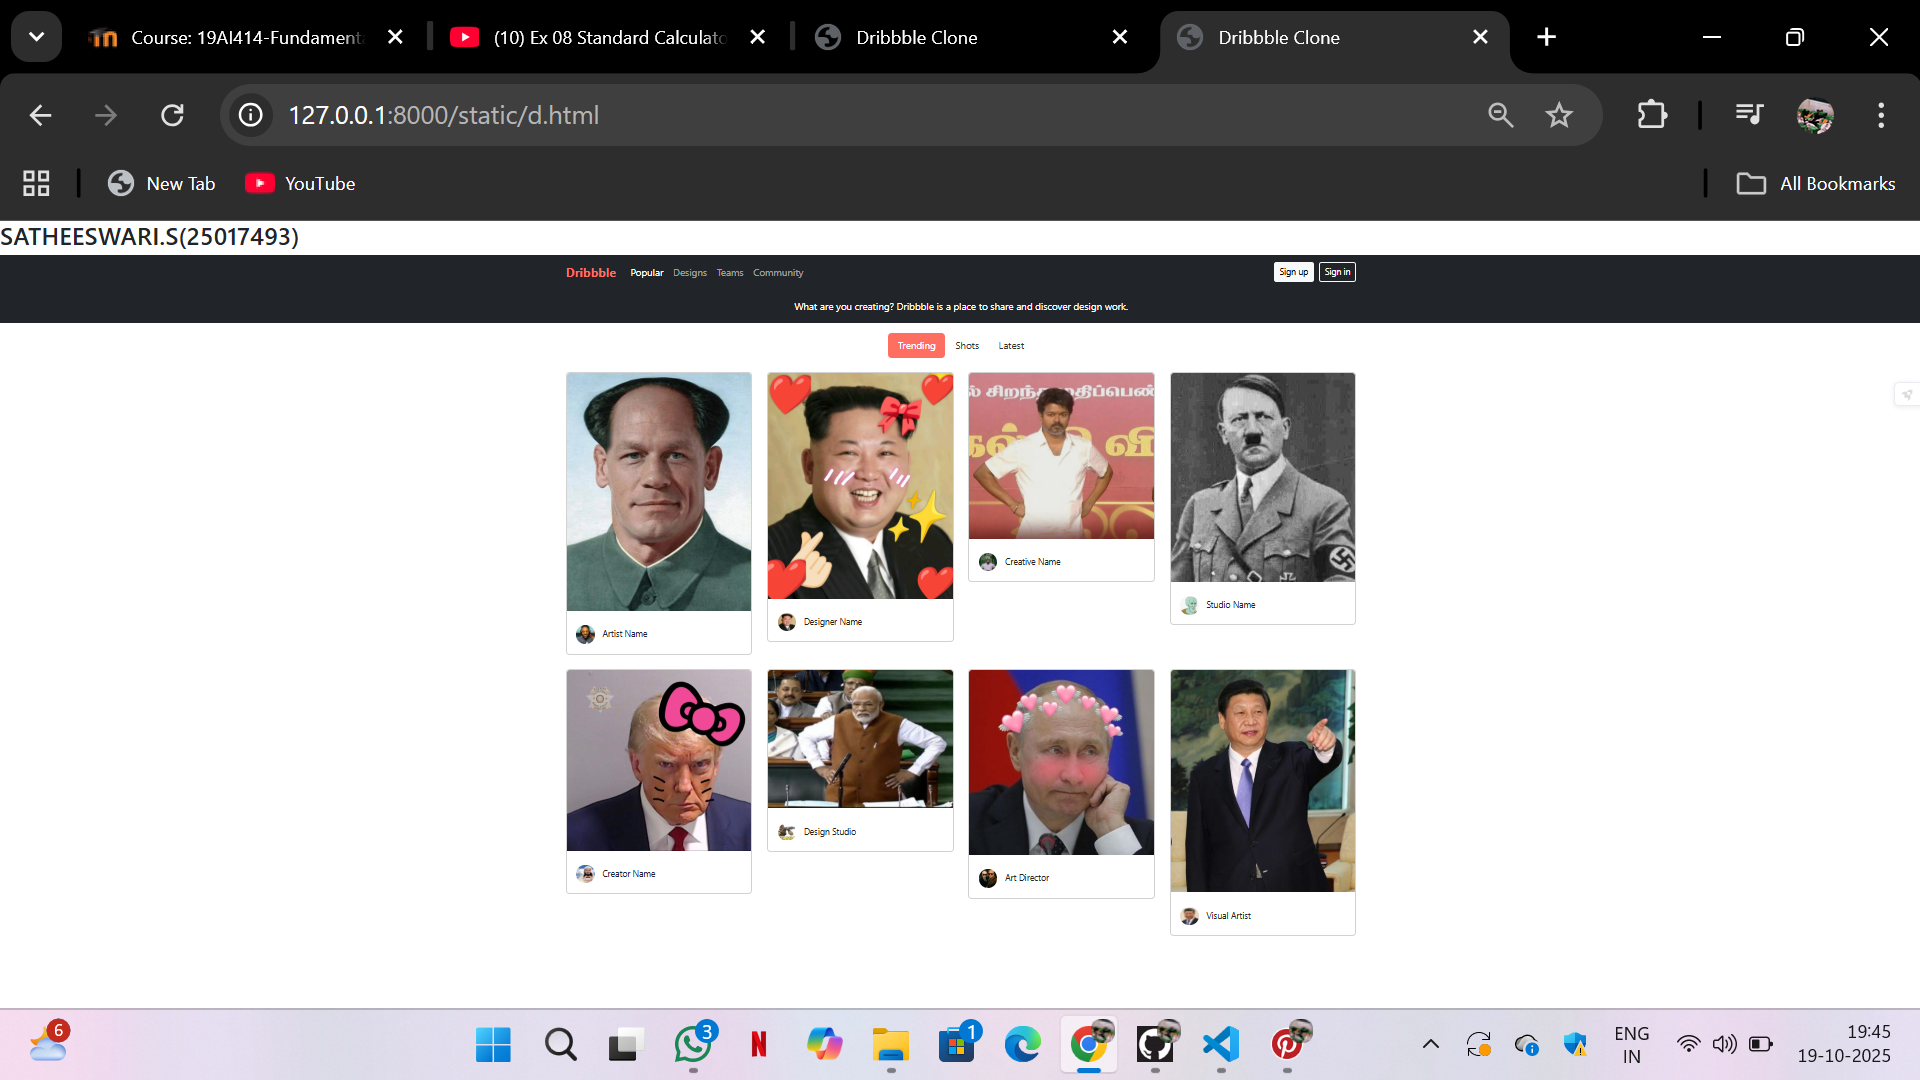 Course: 19AI414-Fundament
(10) Ex 08 Standard Calculato
Dribbble Clone
Dribbble Clone
127.0.0.1:8000/static/d.html
New Tab
YouTube
All Bookmarks
SATHEESWARI.S(25017493)
Dribbble
Popular
Designs
Teams
Community
Sign up
Sign in
What are you creating? Dribbble is a place to share and discover design work.
Trending
Shots
Latest
Artist Name
Designer Name
Creative Name
Studio Name
Creator Name
Design Studio
Art Director
Visual Artist
6
3
1
ENG
IN
19:45
19-10-2025